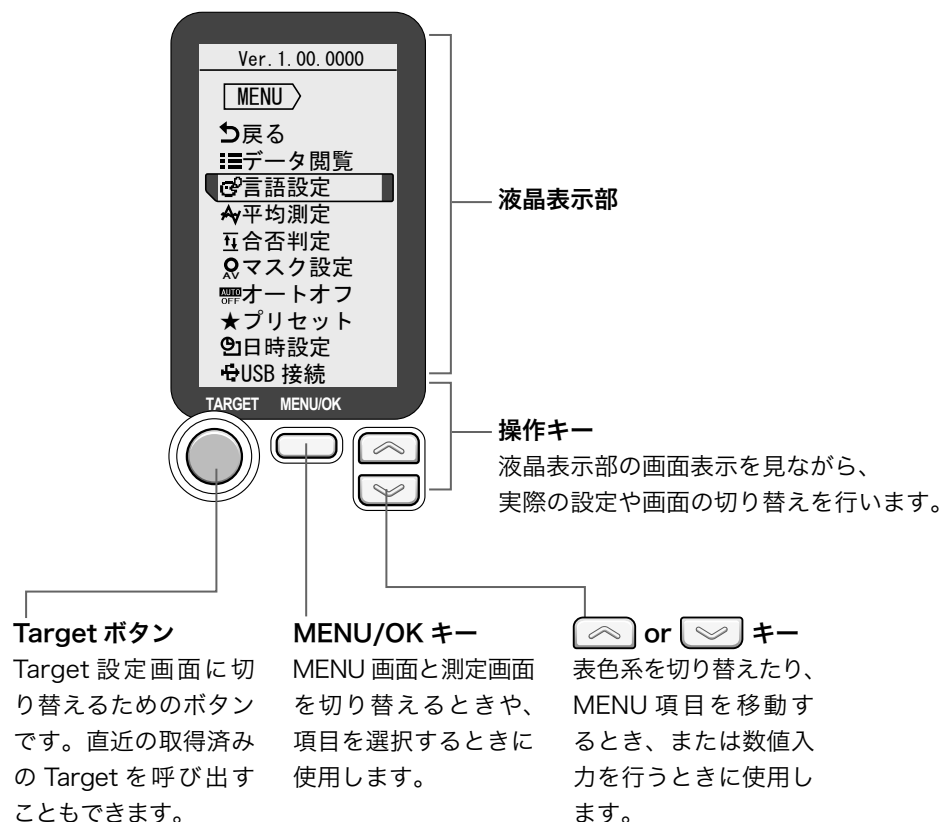 Ver.1.00.0000
MENU
戻る
データ閲覧
言語設定
平均測定
合否判定
AV マスク設定
AUTO OFF オートオフ
★プリセット
日時設定
USB 接続
液晶表示部
TARGET MENU/OK
操作キー
液晶表示部の画面表示を見ながら、
実際の設定や画面の切り替えを行います。
Target ボタン
Target 設定画面に切
り替えるためのボタン
です。直近の取得済み
の Target を呼び出す
こともできます。
MENU/OK キー
MENU 画面と測定画面
を切り替えるときや、
項目を選択するときに
使用します。
or キー
表色系を切り替えたり、
MENU 項目を移動す
るとき、または数値入
力を行うときに使用し
ます。